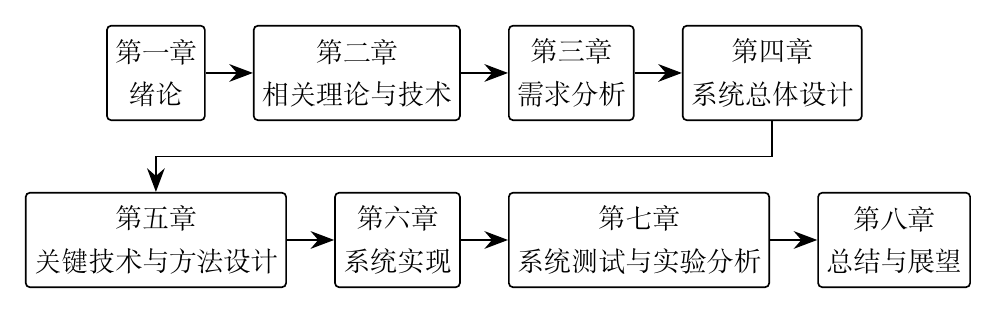 第一章
绪论
第二章
相关理论与技术
第三章
需求分析
第四章
系统总体设计
第五章
关键技术与方法设计
第六章
系统实现
第七章
系统测试与实验分析
第八章
总结与展望